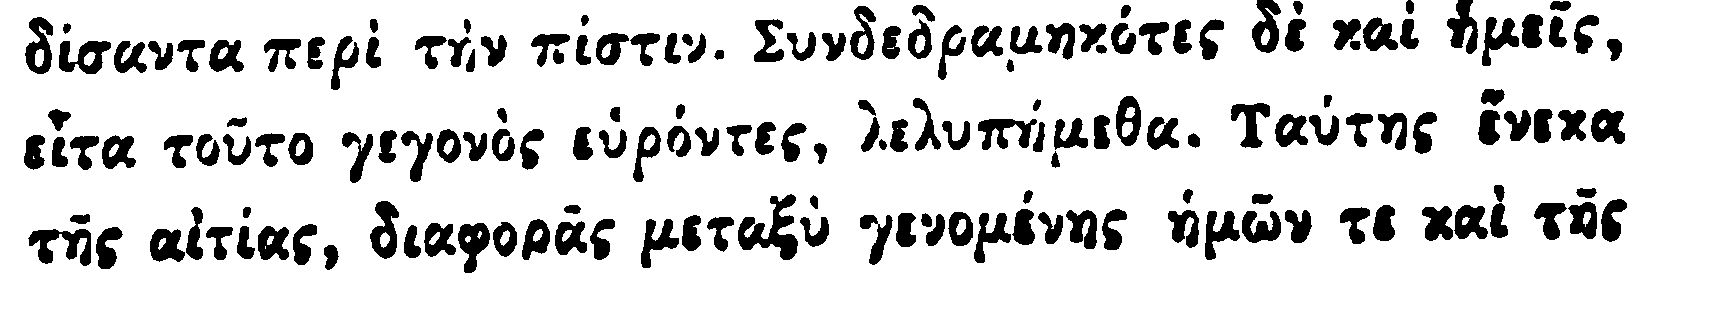 δίσαντα περὶ τὴν πίστιν. Συνδεδραμηκότες δὲ καὶ ἡμεῖς,
εἶτα τοῦτο γεγονὸς εὑρόντες, λελυπήμεθα. Ταύτης ἕνεκα
τῆς αἰτίας, διαφορᾶς μεταξὺ γενομένης ἡμῶν τε καὶ τῆς